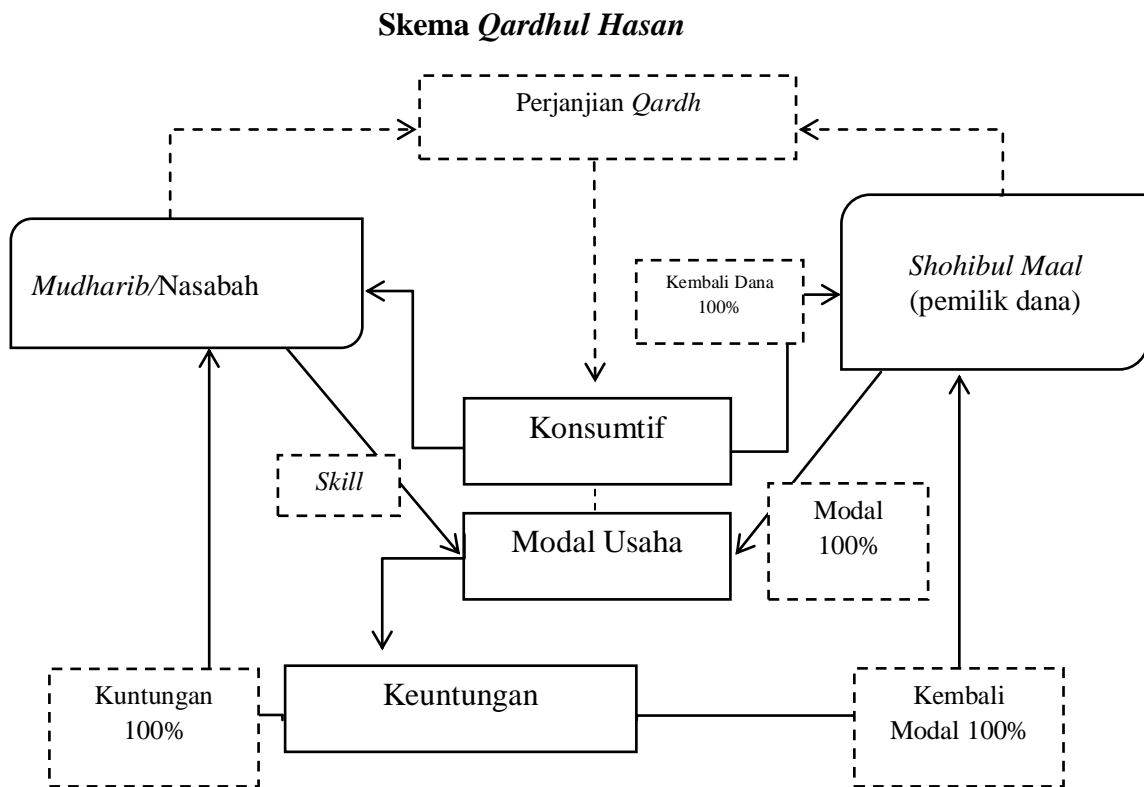 Skema Qardhul Hasan
Perjanjian Qardh
Mudharib/Nasabah
Kembali Dana
100%
Shohibul Maal
(pemilik dana)
Konsumtif
Skill
Modal Usaha
Modal
100%
Kuntungan
100%
Keuntungan
Kembali
Modal 100%